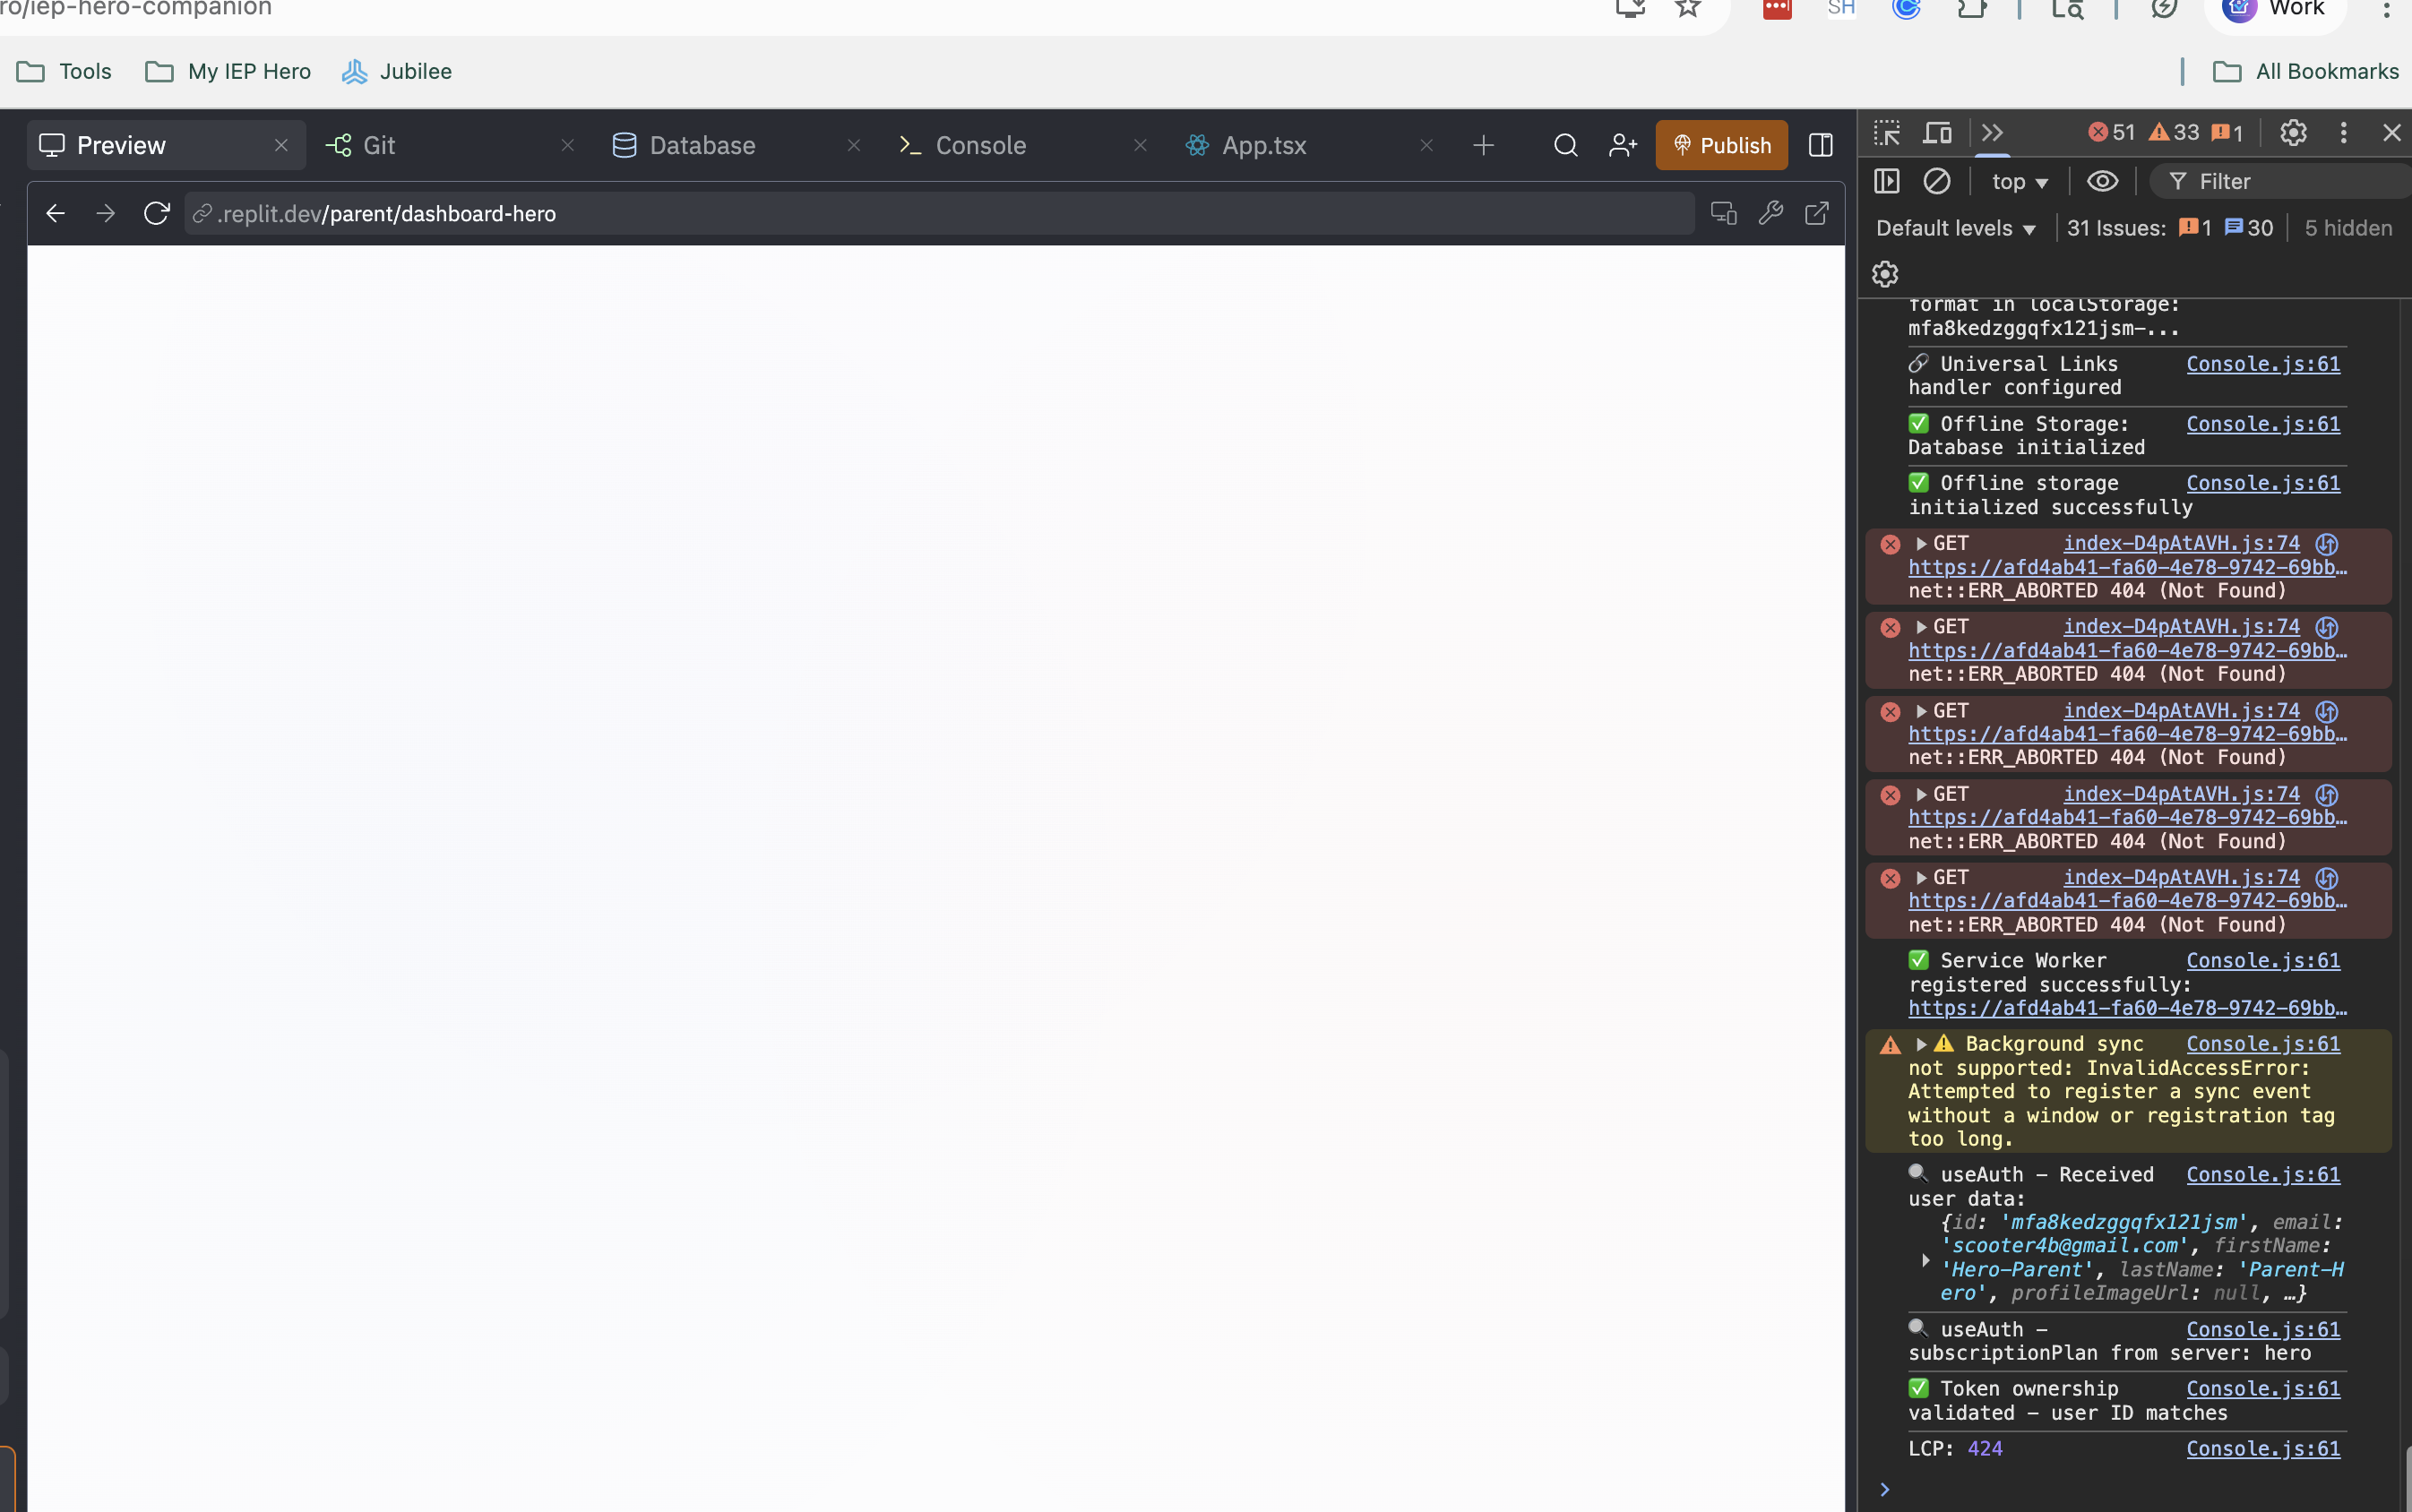 ro/iep-hero-companion
SH
Work
Tools
My IEP Hero
Jubilee
All Bookmarks
Preview
Git
Database
Console
App.tsx
Publish
51
33
1
.replit.dev/parent/dashboard-hero
top
Filter
Default levels
31 Issues:
1
30
5 hidden
format in localStorage:
mfa8kedzggqfx121jsm-...
Universal Links Console.js:61
handler configured
Offline Storage: Console.js:61
Database initialized
Offline storage Console.js:61
initialized successfully
GET index-D4pAtAVH.js:74
https://afd4ab41-fa60-4e78-9742-69bb…
net::ERR_ABORTED 404 (Not Found)
GET index-D4pAtAVH.js:74
https://afd4ab41-fa60-4e78-9742-69bb…
net::ERR_ABORTED 404 (Not Found)
GET index-D4pAtAVH.js:74
https://afd4ab41-fa60-4e78-9742-69bb…
net::ERR_ABORTED 404 (Not Found)
GET index-D4pAtAVH.js:74
https://afd4ab41-fa60-4e78-9742-69bb…
net::ERR_ABORTED 404 (Not Found)
GET index-D4pAtAVH.js:74
https://afd4ab41-fa60-4e78-9742-69bb…
net::ERR_ABORTED 404 (Not Found)
Service Worker Console.js:61
registered successfully:
https://afd4ab41-fa60-4e78-9742-69bb…
Background sync Console.js:61
not supported: InvalidAccessError:
Attempted to register a sync event
without a window or registration tag
too long.
useAuth – Received Console.js:61
user data:
{id: 'mfa8kedzggqfx121jsm', email:
'scooter4b@gmail.com', firstName:
'Hero-Parent', lastName: 'Parent-H
ero', profileImageUrl: null, …}
useAuth – Console.js:61
subscriptionPlan from server: hero
Token ownership Console.js:61
validated – user ID matches
LCP: 424 Console.js:61